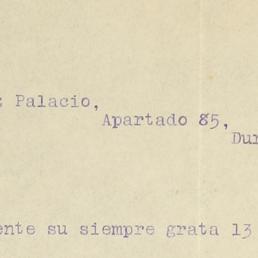 Palacio,
Apartado 85,
Dur
ente su siempre grata 13